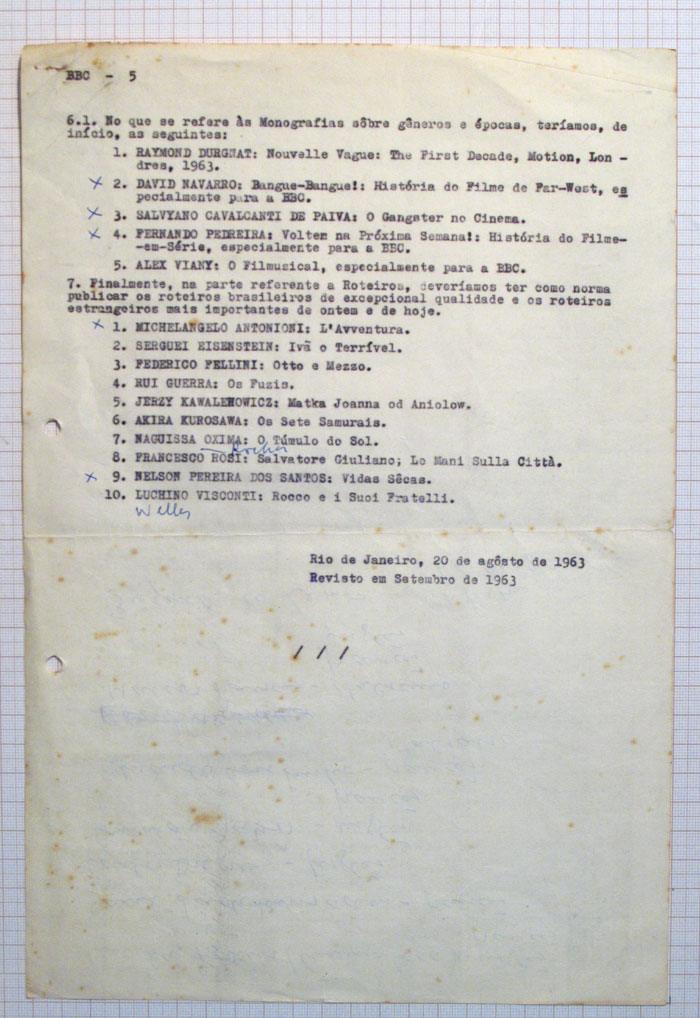 BBC - 5
6.1. No que se refere às Monografias sôbre gêneros e épocas, teríamos, de
início, as seguintes:
1. RAYMOND DURGNAT: Nouvelle Vague: The First Decade, Motion, Lon -
dres, 1963.
x 2. DAVID NAVARRO: Bangue-Bangue!: História do Filme de Far-West, es
pecialmente para a BBC.
x 3. SALVYANO CAVALCANTI DE PAIVA: O Gangster no Cinema.
x 4. FERNANDO PEDREIRA: Voltem na Próxima Semana!: História do Filme-
-em-Série, especialmente para a BBC.
5. ALEX VIANY: O Filmusical, especialmente para a BBC.
7. Finalmente, na parte referente a Roteiros, deveríamos ter como norma
publicar os roteiros brasileiros de excepcional qualidade e os roteiros
estrangeiros mais importantes de ontem e de hoje.
x 1. MICHELANGELO ANTONIONI: L'Avventura.
2. SERGUEI EISENSTEIN: Ivã o Terrível.
3. FEDERICO FELLINI: Otto e Mezzo.
4. RUI GUERRA: Os Fuzis.
5. JERZY KAWALEROWICZ: Matka Joanna od Aniolow.
6. AKIRA KUROSAWA: Os Sete Samurais.
7. NAGUISSA OXIMA: O Túmulo do Sol.
Rocha
8. FRANCESCO ROSI: Salvatore Giuliano; Le Mani Sulla Città.
x 9. NELSON PEREIRA DOS SANTOS: Vidas Sêcas.
10. LUCHINO VISCONTI: Rocco e i Suoi Fratelli.
Welles
Rio de Janeiro, 20 de agôsto de 1963
Revisto em Setembro de 1963
/ / /